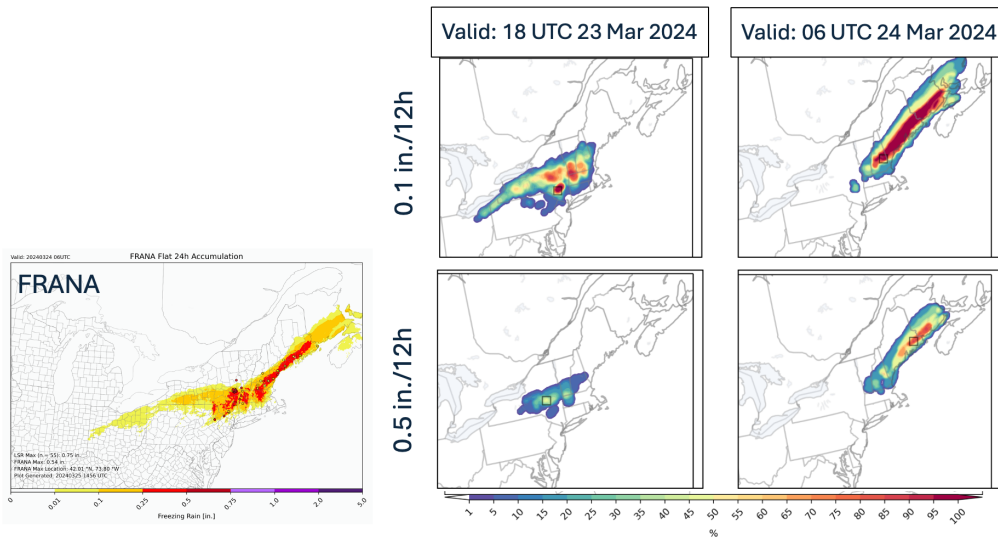 Valid: 18 UTC 23 Mar 2024
Valid: 06 UTC 24 Mar 2024
0.1 in./12h
0.5 in./12h
Valid: 20240324 06UTC
FRANA Flat 24h Accumulation
FRANA
LSR Max (n = 55): 0.75 in.
FRANA Max: 0.54 in.
FRANA Max Location: 42.01 °N, 73.80 °W
Plot Generated: 20240325 1456 UTC
0 0.01 0.1 0.25 0.5 0.75 1.0 2.0 5.0
Freezing Rain [in.]
1 5 10 15 20 25 30 35 40 45 50 55 60 65 70 75 80 85 90 95 100
%